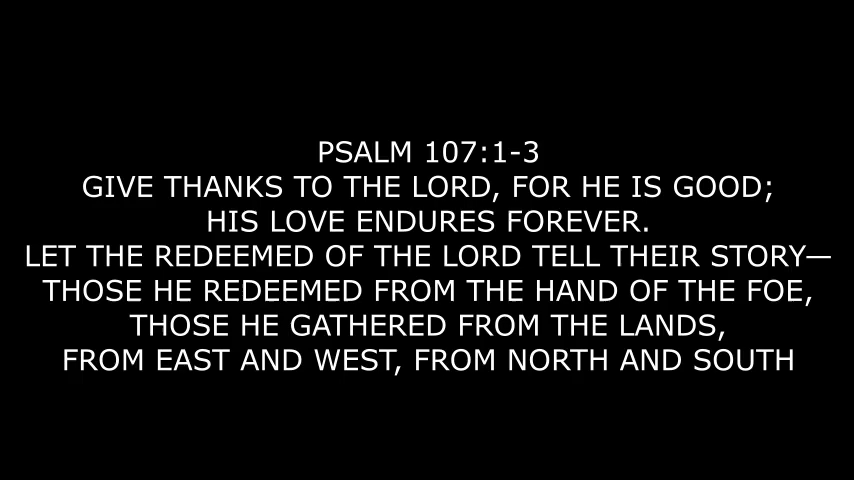 PSALM 107:1-3
GIVE THANKS TO THE LORD, FOR HE IS GOOD;
HIS LOVE ENDURES FOREVER.
LET THE REDEEMED OF THE LORD TELL THEIR STORY—
THOSE HE REDEEMED FROM THE HAND OF THE FOE,
THOSE HE GATHERED FROM THE LANDS,
FROM EAST AND WEST, FROM NORTH AND SOUTH